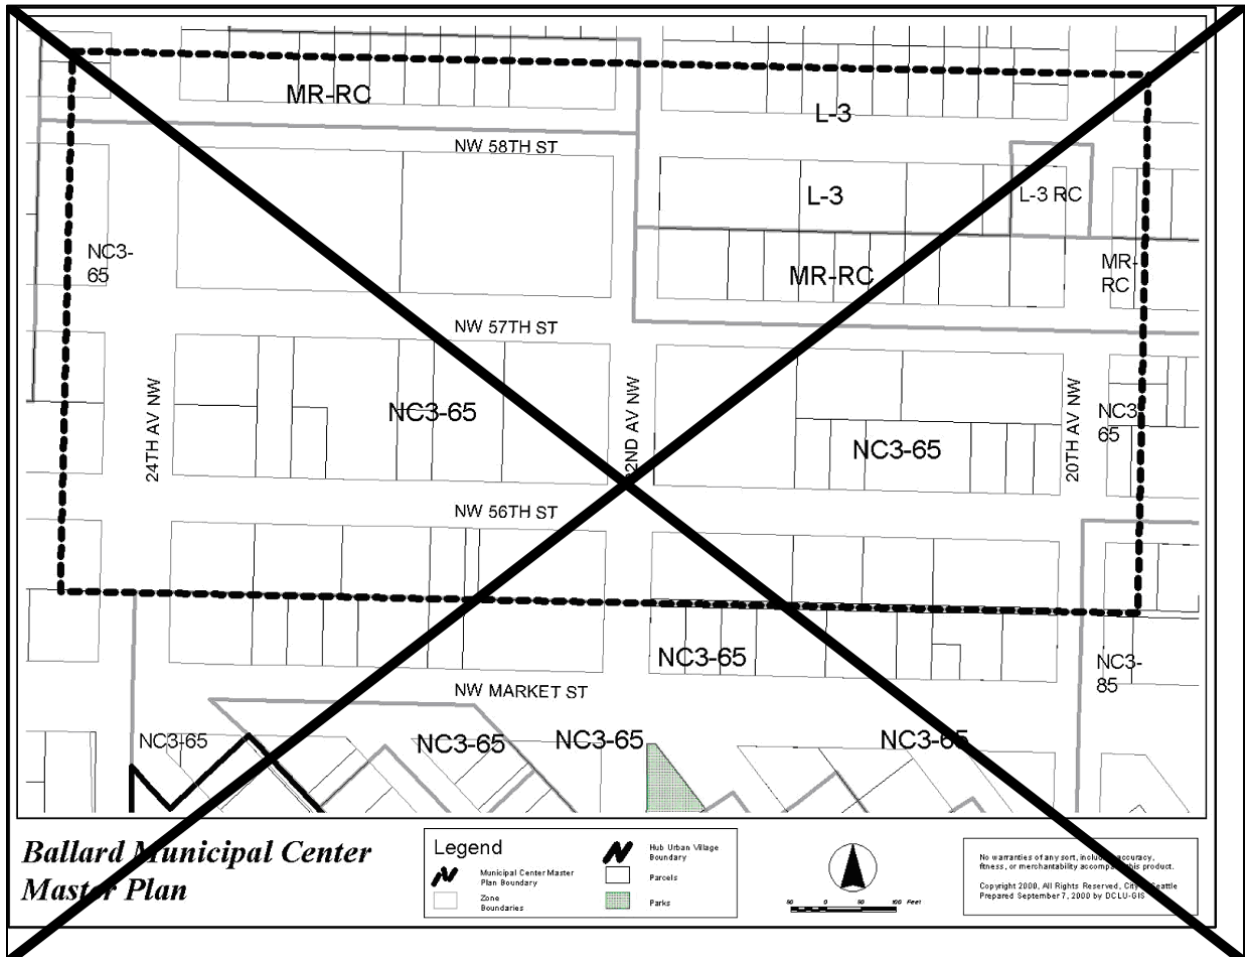 MR-RC
L-3
NW 58TH ST
L-3
L-3 RC
NC3-
65
MR-RC
MR-
RC
NW 57TH ST
24TH AV NW
NC3-65
22ND AV NW
NC3-65
20TH AV NW
NC3
65
NW 56TH ST
NC3-65
NC3-
85
NW MARKET ST
NC3-65
NC3-65
NC3-65
NC3-65
Ballard Municipal Center
Master Plan
Legend
Municipal Center Master
Plan Boundary
Zone
Boundaries
Hub Urban Village
Boundary
Parcels
Parks
50 0 50 100 Feet
No warranties of any sort, including accuracy,
fitness, or merchantability accompany this product.
Copyright 2000, All Rights Reserved, City of Seattle
Prepared September 7, 2000 by DCLU-GIS